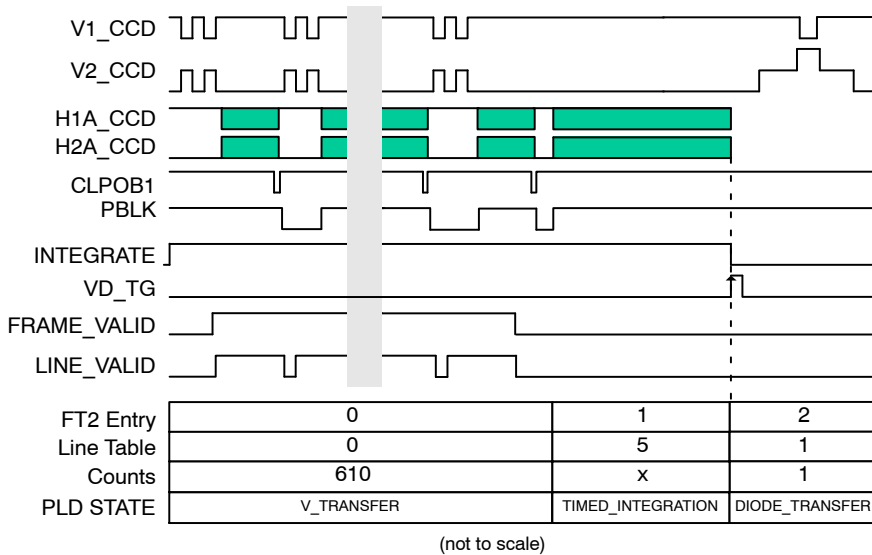 V1_CCD
V2_CCD
H1A_CCD
H2A_CCD
CLPOB1
PBLK
INTEGRATE
VD_TG
FRAME_VALID
LINE_VALID
FT2 Entry 0 1 2
Line Table 0 5 1
Counts 610 x 1
PLD STATE V_TRANSFER TIMED_INTEGRATION DIODE_TRANSFER
(not to scale)